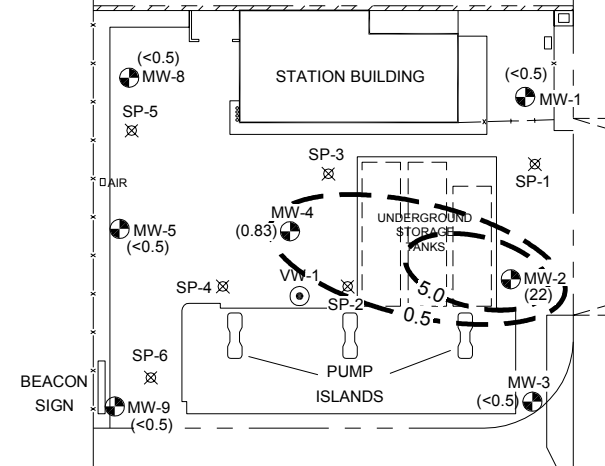 (<0.5)
MW-8
STATION BUILDING
(<0.5)
MW-1
SP-5
SP-3
SP-1
AIR
MW-4
(0.83)
UNDERGROUND
STORAGE
TANKS
MW-5
(<0.5)
VW-1
MW-2
(22)
SP-4
SP-2
5.0
0.5
SP-6
PUMP
ISLANDS
BEACON
SIGN
MW-3
(<0.5)
MW-9
(<0.5)